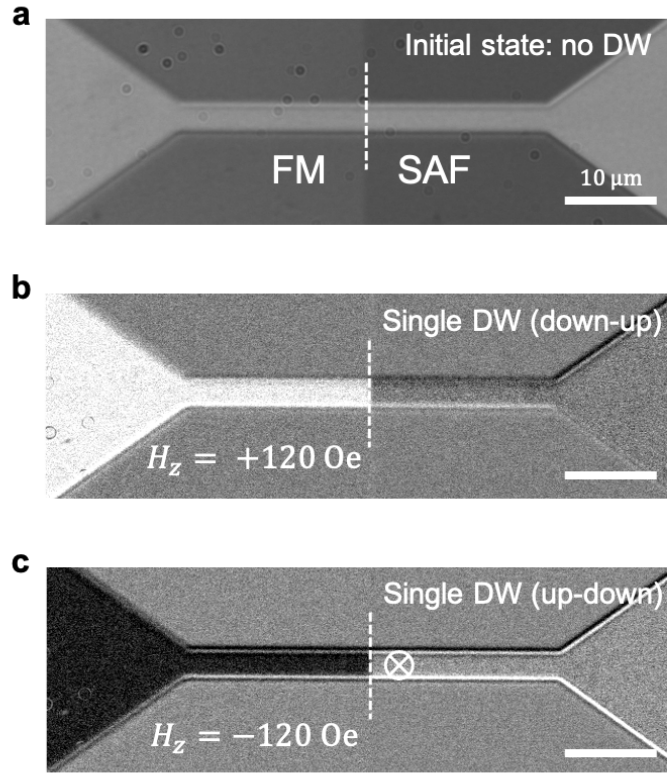 a
Initial state: no DW
FM SAF
10 μm
b
Single DW (down-up)
H_z = +120 Oe
c
Single DW (up-down)
H_z = −120 Oe